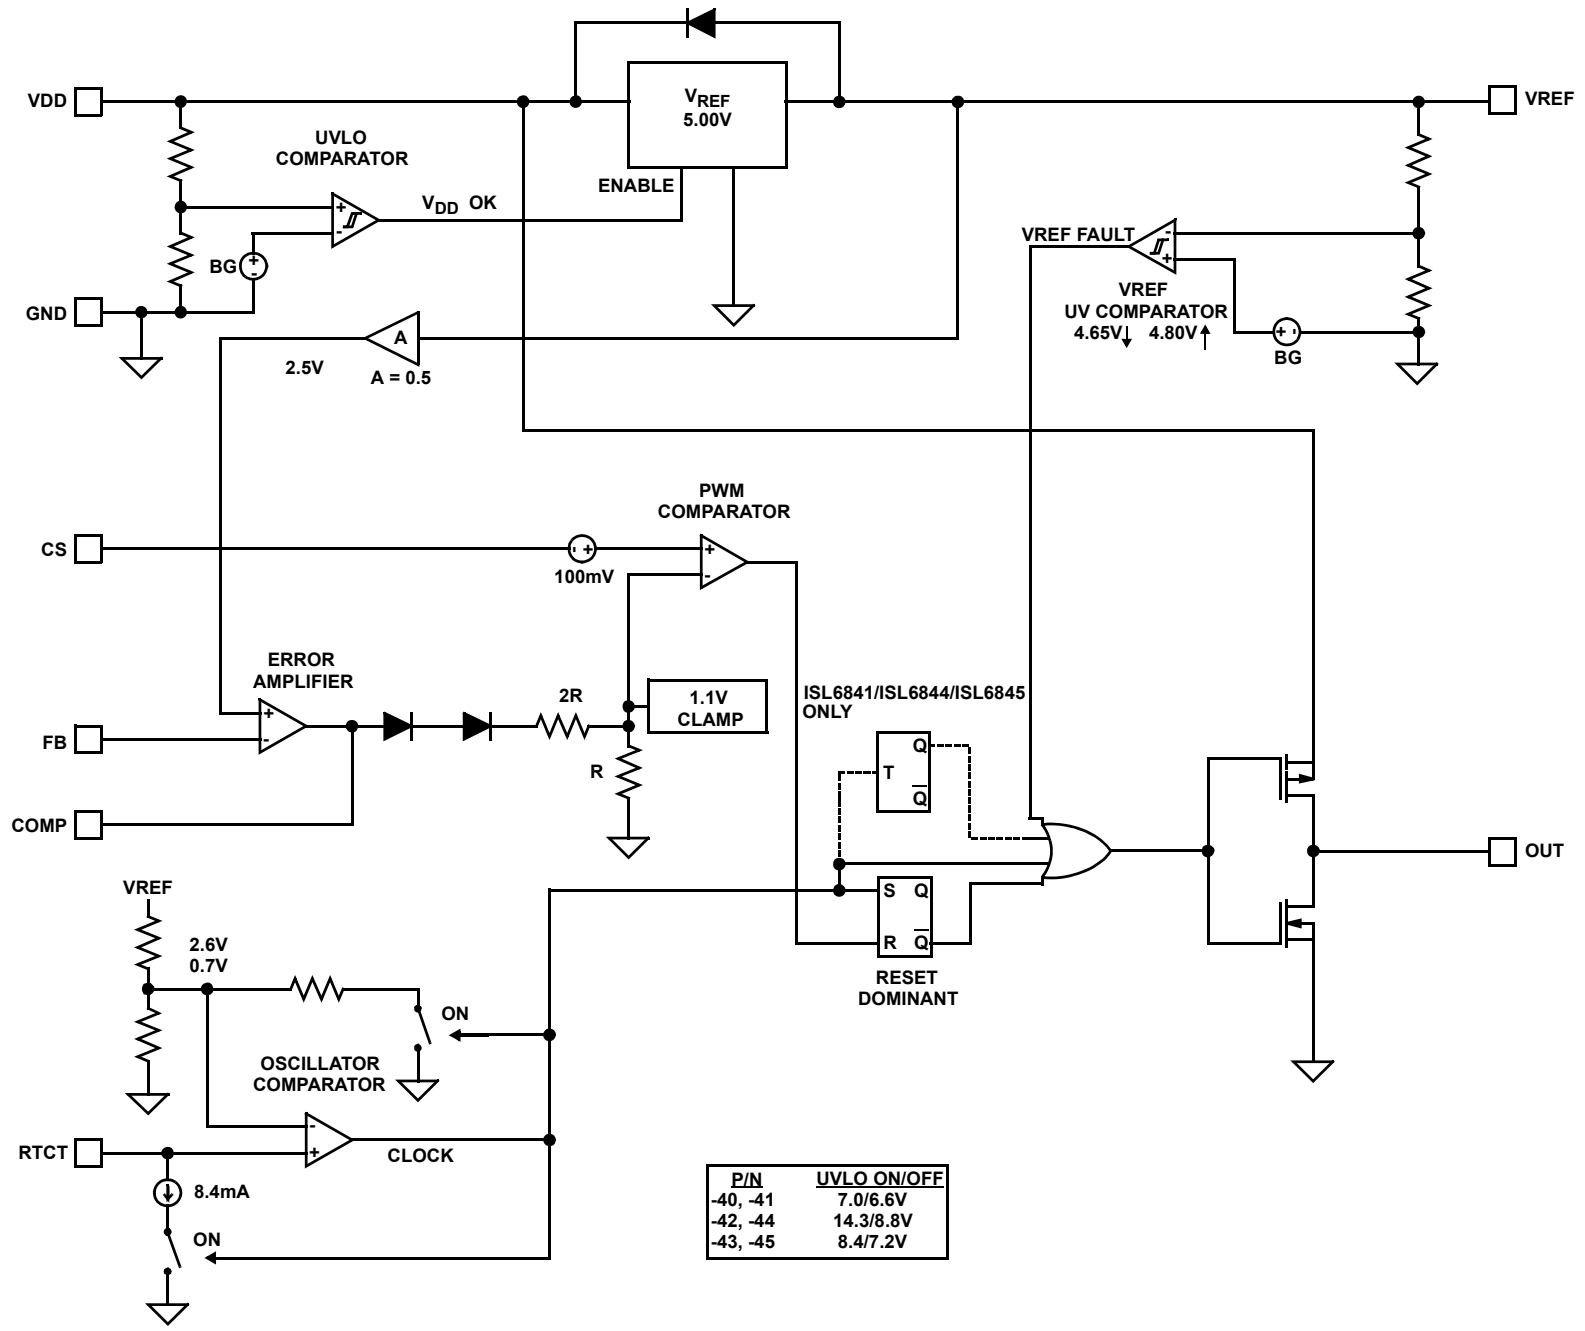 VDD
VREF
5.00V
VREF
UVLO
COMPARATOR
+
-
VDD OK
ENABLE
BG
+
-
GND
VREF FAULT
-
+
VREF
UV COMPARATOR
4.65V↓ 4.80V↑
+ -
BG
A
2.5V
A = 0.5
PWM
COMPARATOR
CS
- +
100mV
+
-
ERROR
AMPLIFIER
+
-
FB
COMP
2R
R
1.1V
CLAMP
ISL6841/ISL6844/ISL6845
ONLY
Q
T
Q̅
OUT
S Q
R Q̅
RESET
DOMINANT
VREF
2.6V
0.7V
ON
OSCILLATOR
COMPARATOR
-
+
RTCT
CLOCK
8.4mA
ON
P/N UVLO ON/OFF
-40, -41 7.0/6.6V
-42, -44 14.3/8.8V
-43, -45 8.4/7.2V